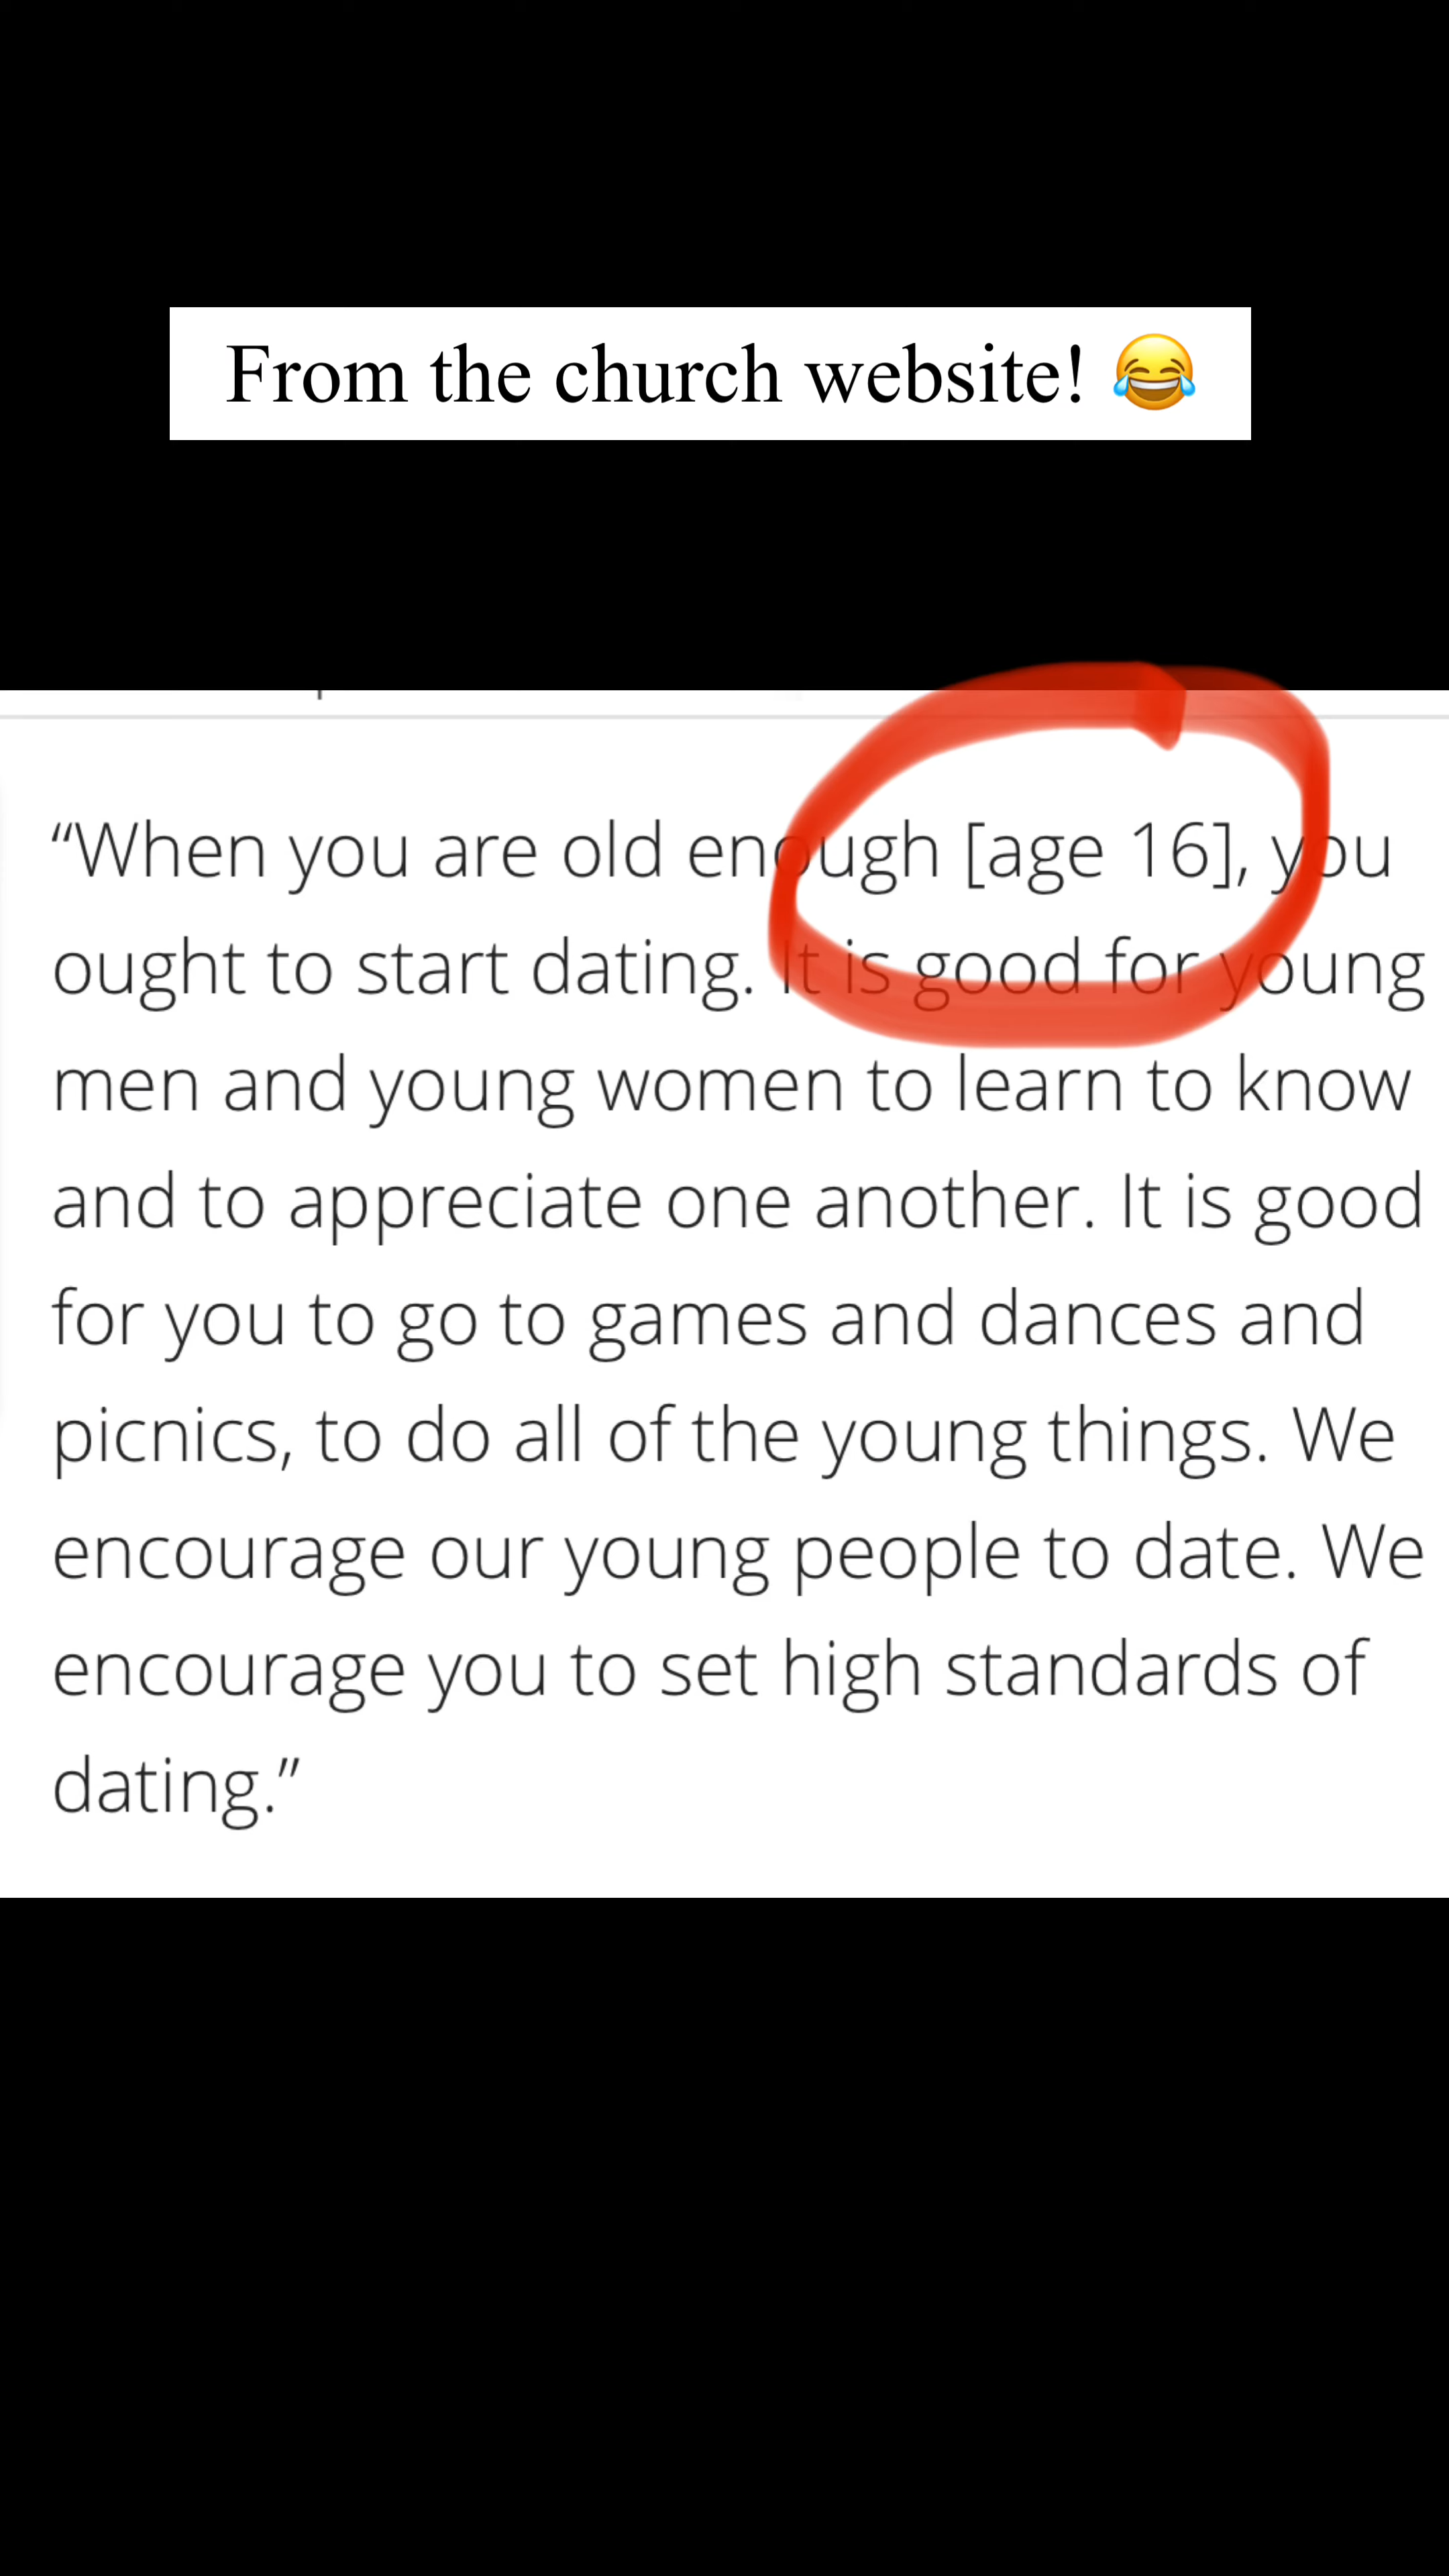 From the church website! 😂
“When you are old enough [age 16], you
ought to start dating. It is good for young
men and young women to learn to know
and to appreciate one another. It is good
for you to go to games and dances and
picnics, to do all of the young things. We
encourage our young people to date. We
encourage you to set high standards of
dating.”